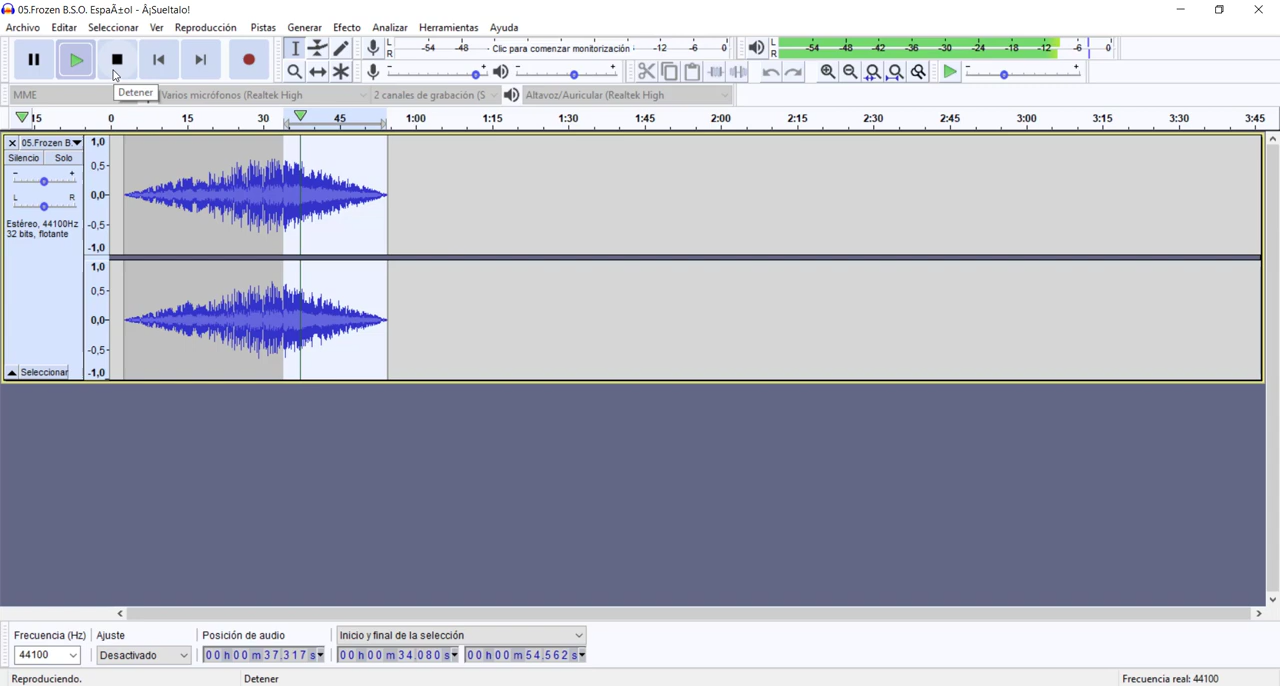 05.Frozen B.S.O. EspaÃ±ol - Â¡Sueltalo!
Archivo Editar Seleccionar Ver Reproducción Pistas Generar Efecto Analizar Herramientas Ayuda
L R -54 -48 - Clic para comenzar monitorización -12 -6 0 L R -54 -48 -42 -36 -30 -24 -18 -12 -6 0
- + - + - +
Detener
MME Varios micrófonos (Realtek High 2 canales de grabación (S Altavoz/Auricular (Realtek High
15 0 15 30 45 1:00 1:15 1:30 1:45 2:00 2:15 2:30 2:45 3:00 3:15 3:30 3:45
05.Frozen B. 1,0
Silencio Solo
0,5
- +
L R 0,0
Estéreo, 44100Hz -0,5
32 bits, flotante
-1,0
1,0
0,5
0,0
-0,5
Seleccionar -1,0
Frecuencia (Hz) Ajuste Posición de audio Inicio y final de la selección
44100 Desactivado 00 h 00 m 37.317 s 00 h 00 m 34.080 s 00 h 00 m 54.562 s
Reproduciendo. Detener Frecuencia real: 44100